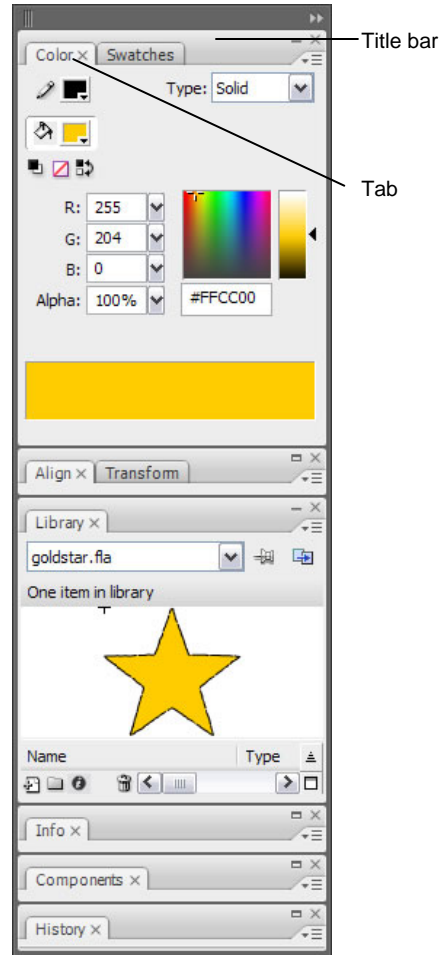 Title bar
Color× Swatches
Tab
Type: Solid
R: 255
G: 204
B: 0
Alpha: 100% #FFCC00
Align× Transform
Library×
goldstar.fla
One item in library
Name Type
Info×
Components×
History×